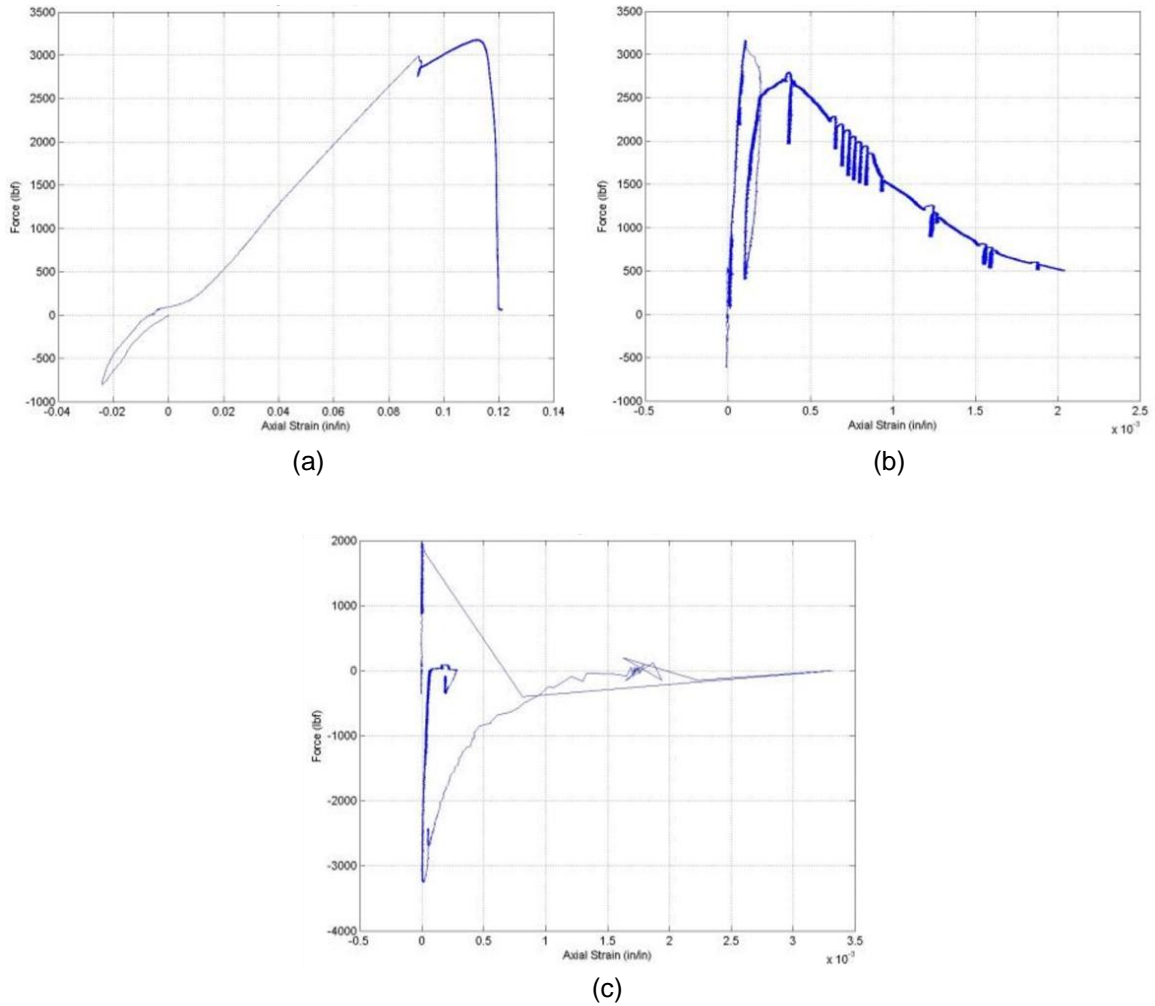 3500
3000
2500
2000
1500
1000
500
0
-500
-1000
Force (lbf)
-0.04 -0.02 0 0.02 0.04 0.06 0.08 0.1 0.12 0.14
Axial Strain (in/in)
(a)
3500
3000
2500
2000
1500
1000
500
0
-500
-1000
Force (lbf)
-0.5 0 0.5 1 1.5 2 2.5
Axial Strain (in/in)
x 10-3
(b)
2000
1000
0
-1000
-2000
-3000
-4000
Force (lbf)
-0.5 0 0.5 1 1.5 2 2.5 3 3.5
Axial Strain (in/in)
x 10-3
(c)